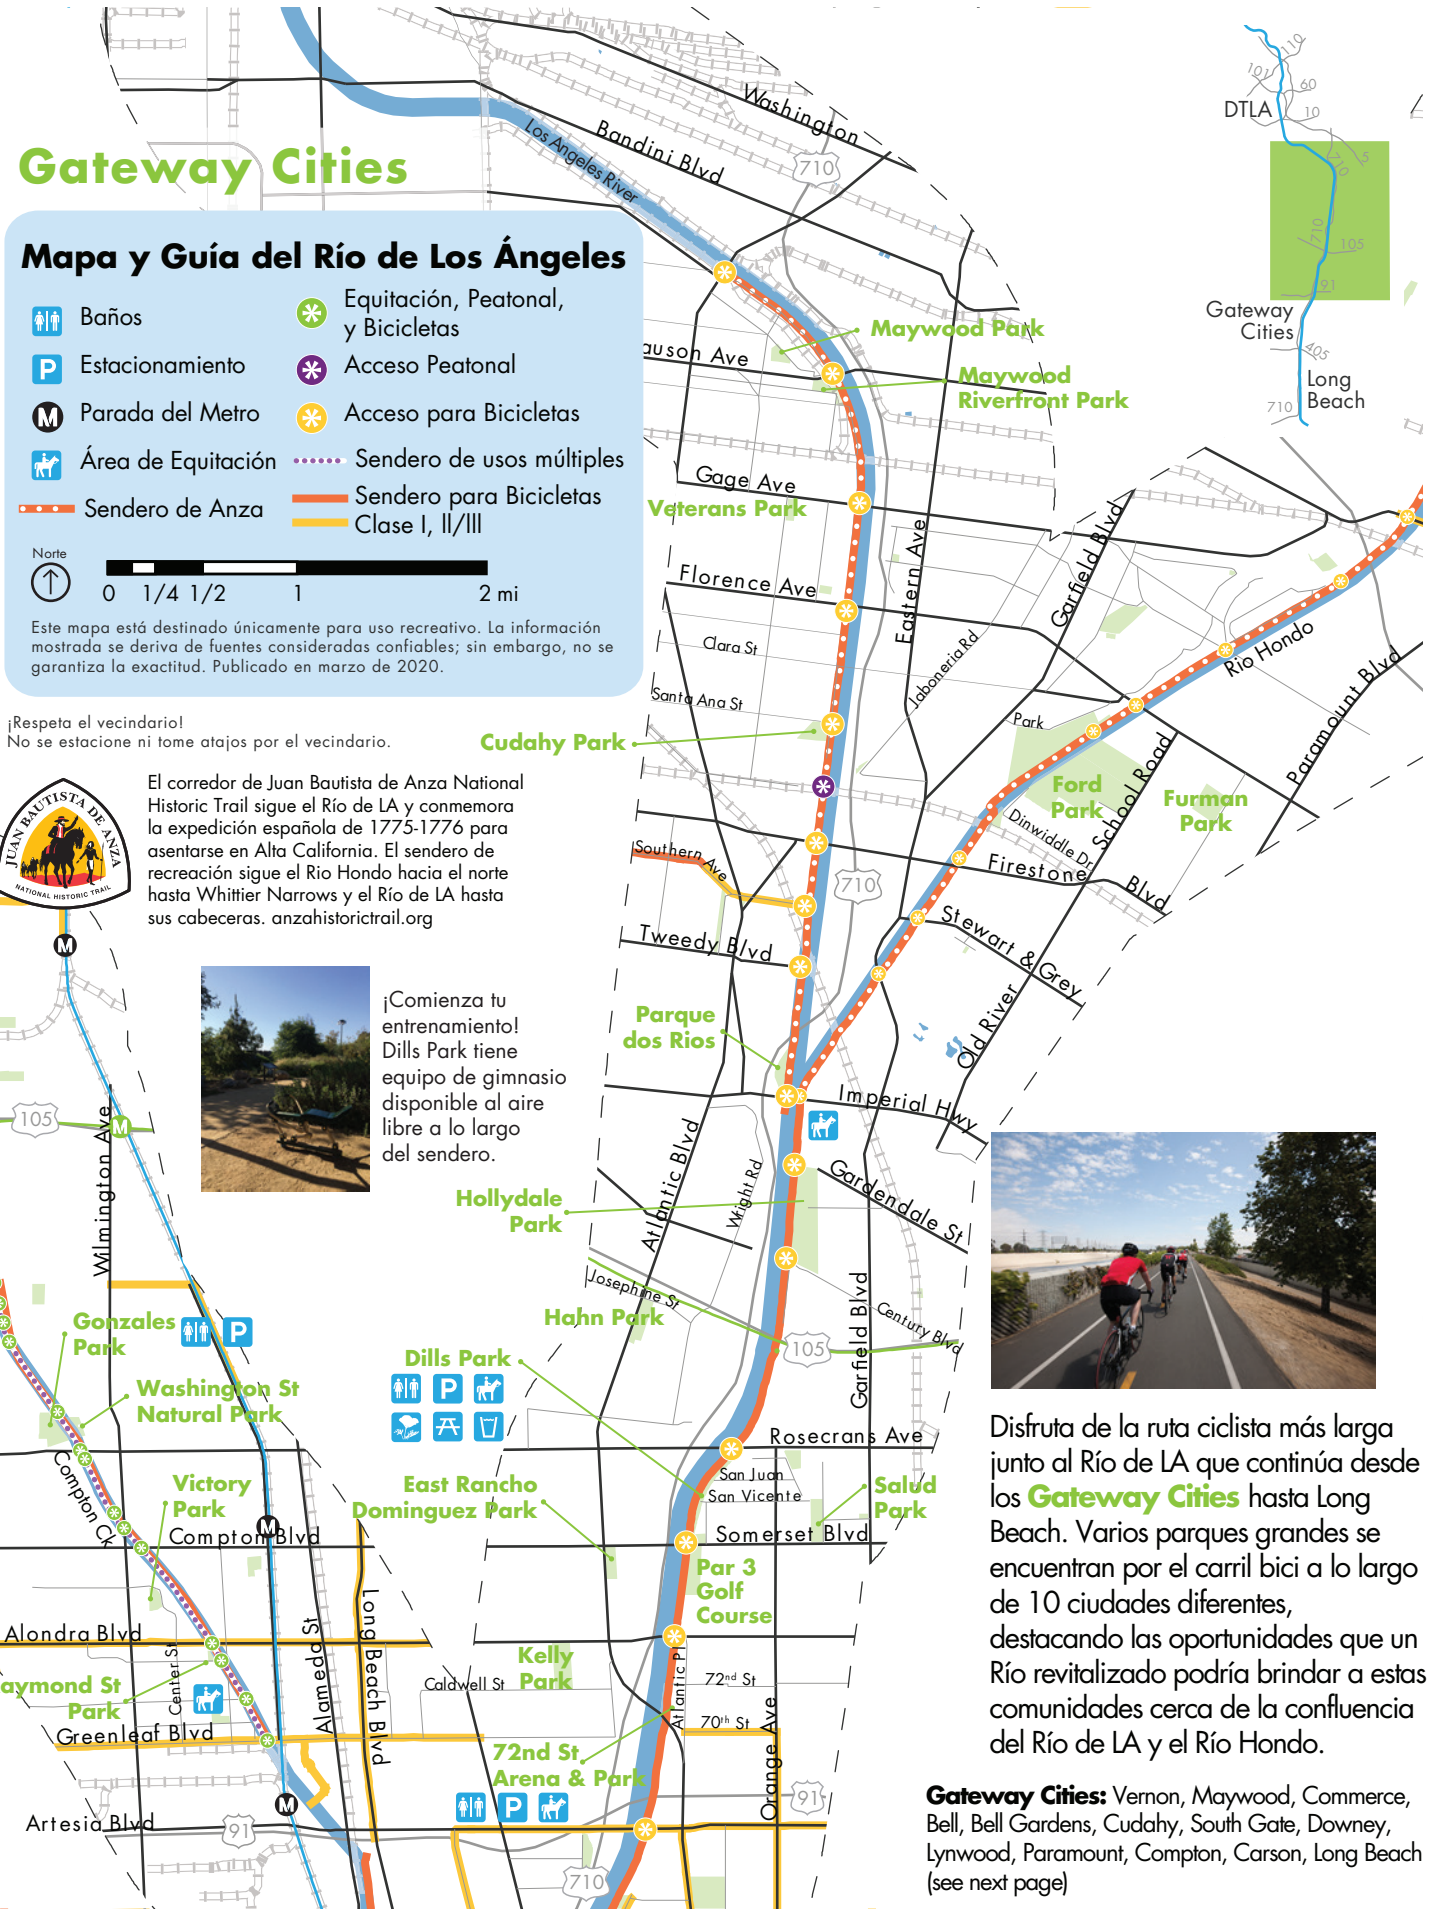 Gateway Cities
Mapa y Guía del Río de Los Ángeles
Baños
Estacionamiento
Parada del Metro
Área de Equitación
Sendero de Anza
Equitación, Peatonal,
y Bicicletas
Acceso Peatonal
Acceso para Bicicletas
Sendero de usos múltiples
Sendero para Bicicletas
Clase I, II/III
Norte
0 1/4 1/2 1 2 mi
Este mapa está destinado únicamente para uso recreativo. La información
mostrada se deriva de fuentes consideradas confiables; sin embargo, no se
garantiza la exactitud. Publicado en marzo de 2020.
¡Respeta el vecindario!
No se estacione ni tome atajos por el vecindario.
JUAN BAUTISTA DE ANZA
NATIONAL HISTORIC TRAIL
El corredor de Juan Bautista de Anza National
Historic Trail sigue el Río de LA y conmemora
la expedición española de 1775-1776 para
asentarse en Alta California. El sendero de
recreación sigue el Rio Hondo hacia el norte
hasta Whittier Narrows y el Río de LA hasta
sus cabeceras. anzahistorictrail.org
¡Comienza tu
entrenamiento!
Dills Park tiene
equipo de gimnasio
disponible al aire
libre a lo largo
del sendero.
Washington
Bandini Blvd
Los Angeles River
710
Maywood Park
auson Ave
Maywood
Riverfront Park
Gage Ave
Veterans Park
Florence Ave
Eastern Ave
Garfield Blvd
Clara St
Jaboneria Rd
Rio Hondo
Paramount Blvd
Santa Ana St
Cudahy Park
Park
Ford
Park
School Road
Furman
Park
Dinwiddle Dr
Southern Ave
Firestone Blvd
710
Stewart & Grey
Tweedy Blvd
Old River
Parque
dos Rios
Imperial Hwy
Atlantic Blvd
Wright Rd
Gardendale St
Hollydale
Park
Josephine St
Hahn Park
105
Garfield Blvd
Century Blvd
Dills Park
Rosecrans Ave
San Juan
San Vicente
East Rancho
Dominguez Park
Salud
Park
Somerset Blvd
Par 3
Golf
Course
Kelly
Park
Caldwell St
Atlantic Pl
72nd St
70th St
Orange Ave
72nd St
Arena & Park
91
710
M
105
Wilmington Ave
M
Gonzales
Park
P
Washington St
Natural Park
Compton Ck
Victory
Park
M
Compton Blvd
Alondra Blvd
Center St
Alameda St
Long Beach Blvd
aymond St
Park
Greenleaf Blvd
M
Artesia Blvd
91
110
101
60
DTLA
10
5
710
710
105
91
Gateway
Cities
405
Long
Beach
710
Disfruta de la ruta ciclista más larga
junto al Río de LA que continúa desde
los Gateway Cities hasta Long
Beach. Varios parques grandes se
encuentran por el carril bici a lo largo
de 10 ciudades diferentes,
destacando las oportunidades que un
Río revitalizado podría brindar a estas
comunidades cerca de la confluencia
del Río de LA y el Río Hondo.
Gateway Cities: Vernon, Maywood, Commerce,
Bell, Bell Gardens, Cudahy, South Gate, Downey,
Lynwood, Paramount, Compton, Carson, Long Beach
(see next page)